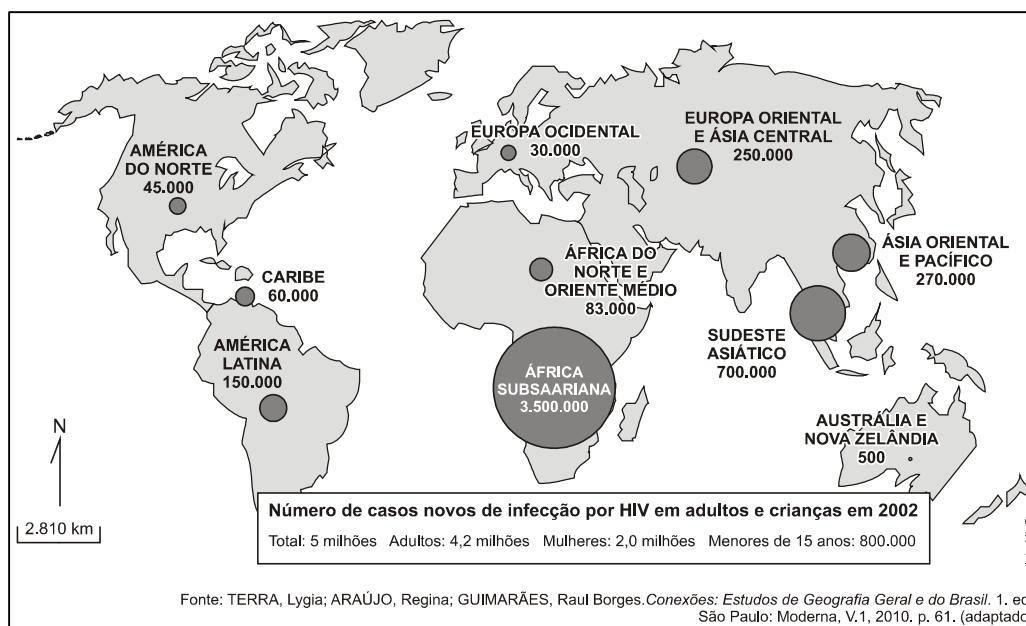 EUROPA OCIDENTAL
30.000
EUROPA ORIENTAL
E ÁSIA CENTRAL
250.000
AMÉRICA
DO NORTE
45.000
ÁSIA ORIENTAL
E PACÍFICO
270.000
ÁFRICA DO
NORTE E
ORIENTE MÉDIO
83.000
CARIBE
60.000
SUDESTE
ASIÁTICO
700.000
AMÉRICA
LATINA
150.000
ÁFRICA
SUBSAARIANA
3.500.000
AUSTRÁLIA E
NOVA ZELÂNDIA
500
N
2.810 km
Número de casos novos de infecção por HIV em adultos e crianças em 2002
Total: 5 milhões Adultos: 4,2 milhões Mulheres: 2,0 milhões Menores de 15 anos: 800.000
Fonte: TERRA, Lygia; ARAÚJO, Regina; GUIMARÃES, Raul Borges.Conexões: Estudos de Geografia Geral e do Brasil. 1. ed
São Paulo: Moderna, V.1, 2010. p. 61. (adaptado